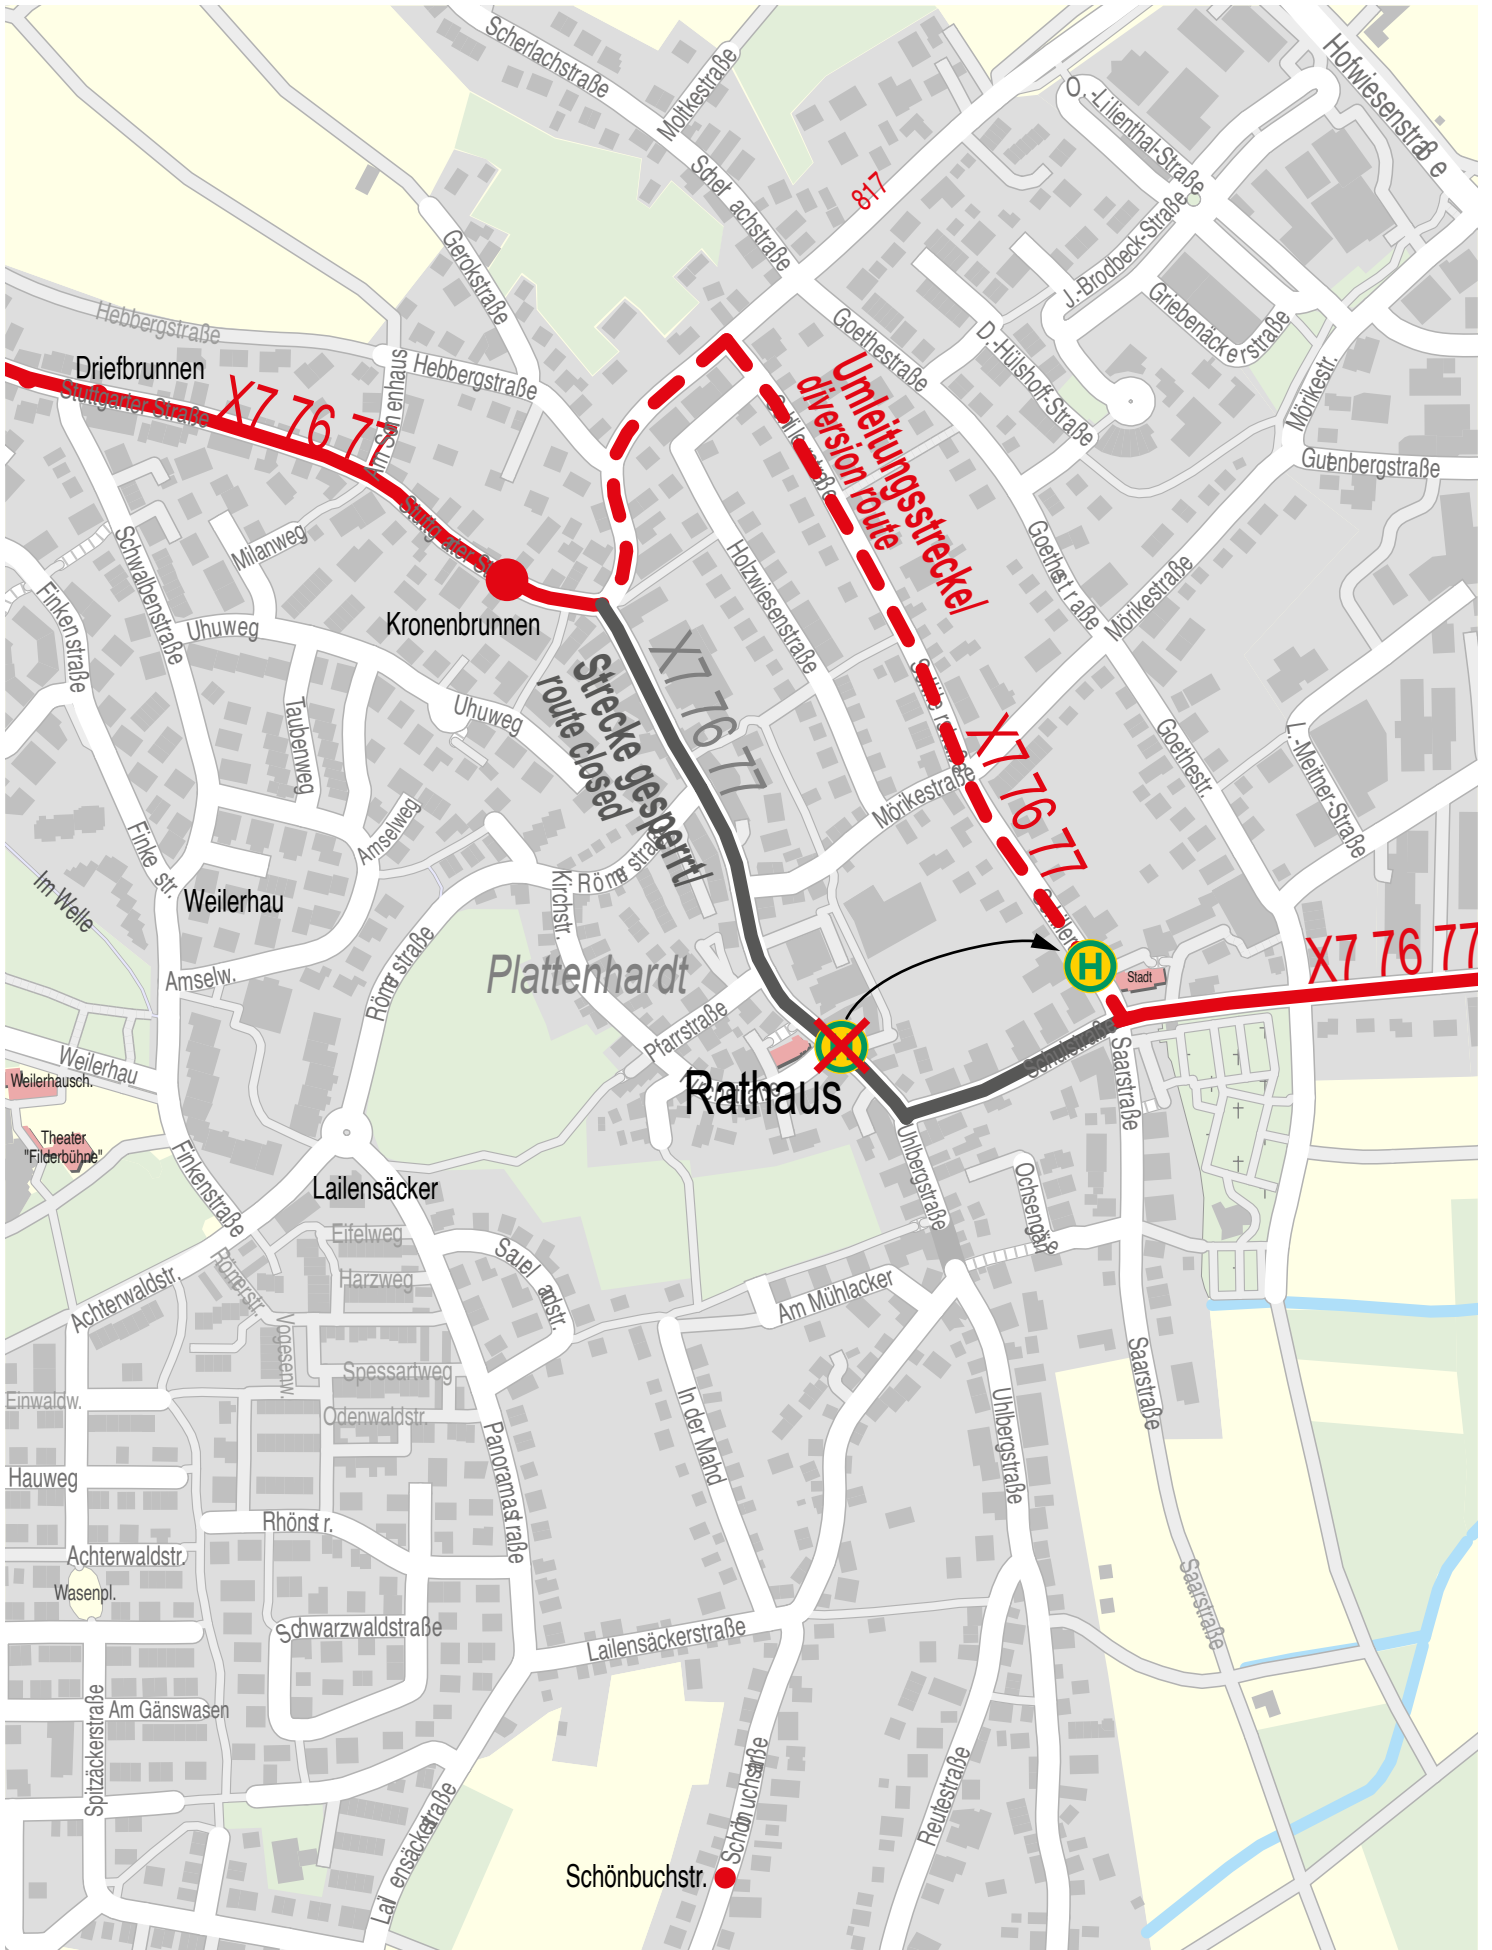 Scherlachstraße
Moltkestraße
Hofwiesenstraße
O.-Lilienthal-Straße
Scherlachstraße
817
Gerokstraße
J.-Brodbeck-Straße
Griebenäckerstraße
Hebbergstraße
Goethestraße
D.-Hülshoff-Straße
Driefbrunnen
Hebbergstraße
Mörikestr.
Stuttgarter Straße
X7 76 77
Umleitungsstrecke/
diversion route
Schillerstraße
Gutenbergstraße
Milanweg
Schwalbenstraße
Holzwiesenstraße
Goethestraße
Mörikestraße
Finkenstraße
Kronenbrunnen
Uhuweg
X7 76 77
Strecke gesperrt/
route closed
Taubenweg
Uhuweg
Goethestr.
L.-Meitner-Straße
X7 76 77
Mörikestraße
Amselweg
Im Welle
Weilerhau
Kirchstr.
Römerstraße
Amselw.
Plattenhardt
H
Stadt
X7 76 77
Pfarrstraße
Weilerhau
Weilerhausch.
Schulstraße
Saarstraße
Rathaus
Theater
"Filderbühne"
Finkenstraße
Uhlbergstraße
Lailensäcker
Eifelweg
Harzweg
Römerstr.
Achterwaldstr.
Vogesenw.
Am Mühlacker
Spessartweg
Einwaldw.
Odenwaldstr.
In der Mahd
Saarstraße
Hauweg
Panoramastraße
Uhlbergstraße
Rhönstr.
Achterwaldstr.
Wasenpl.
Saarstraße
Schwarzwaldstraße
Lailensäckerstraße
Spitzäckerstraße
Am Gänswasen
Reutestraße
Lailensäckerstraße
Schönbuchstr.